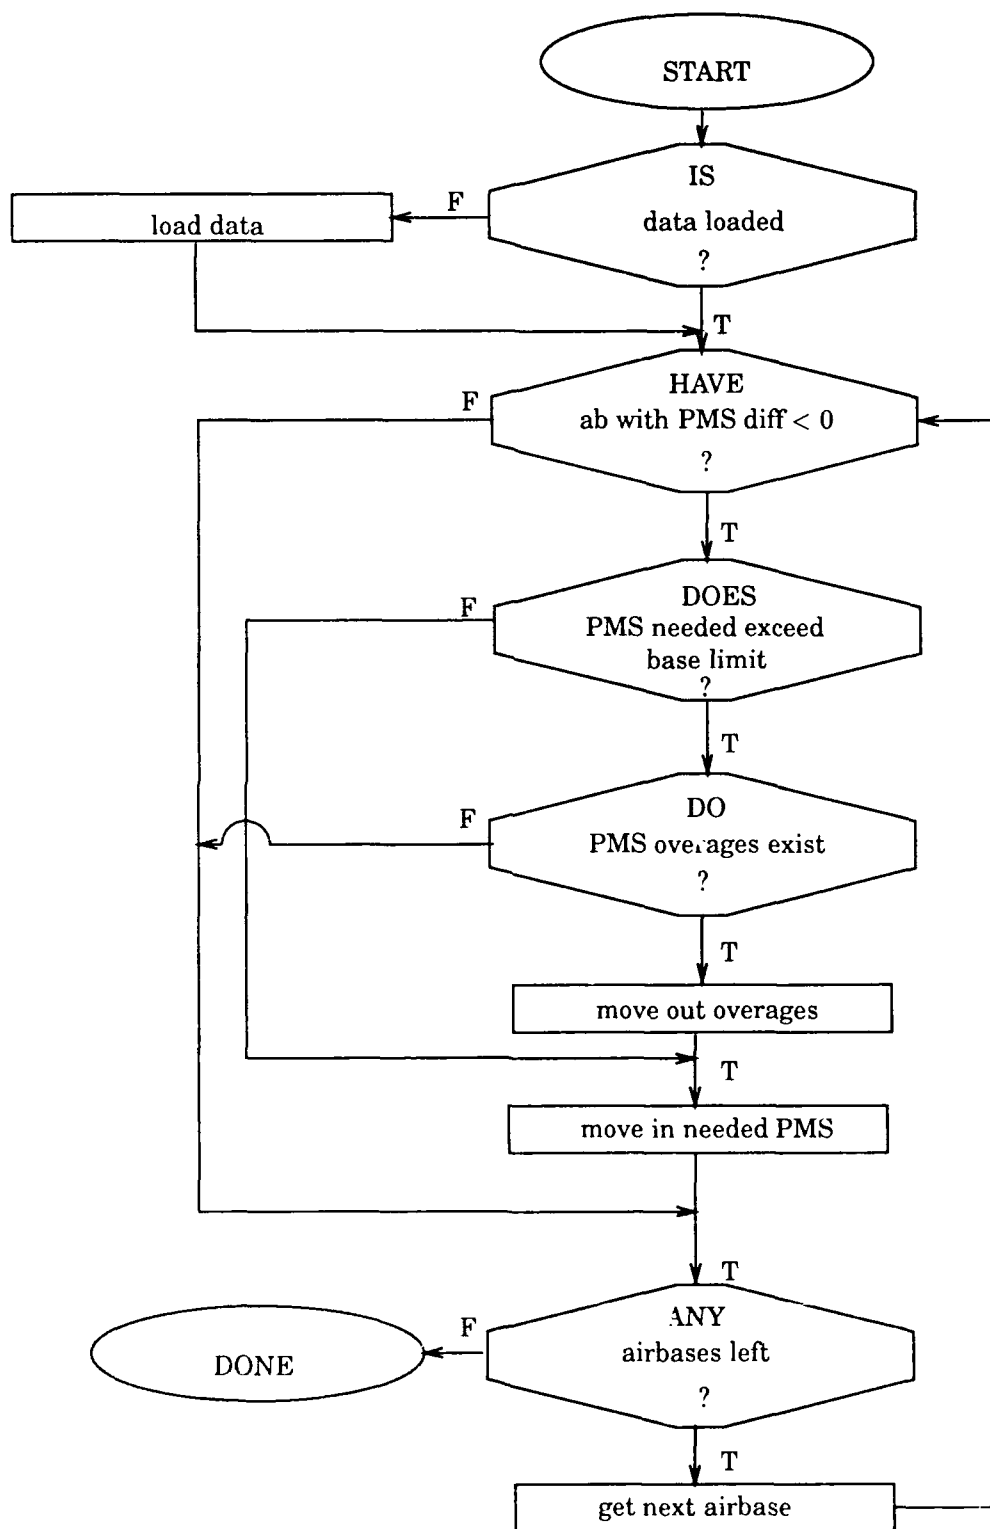 START
IS
data loaded
?
F
load data
T
HAVE
ab with PMS diff < 0
?
F
T
DOES
PMS needed exceed
base limit
?
F
T
DO
PMS overages exist
?
F
T
move out overages
T
move in needed PMS
T
ANY
airbases left
?
F
DONE
T
get next airbase